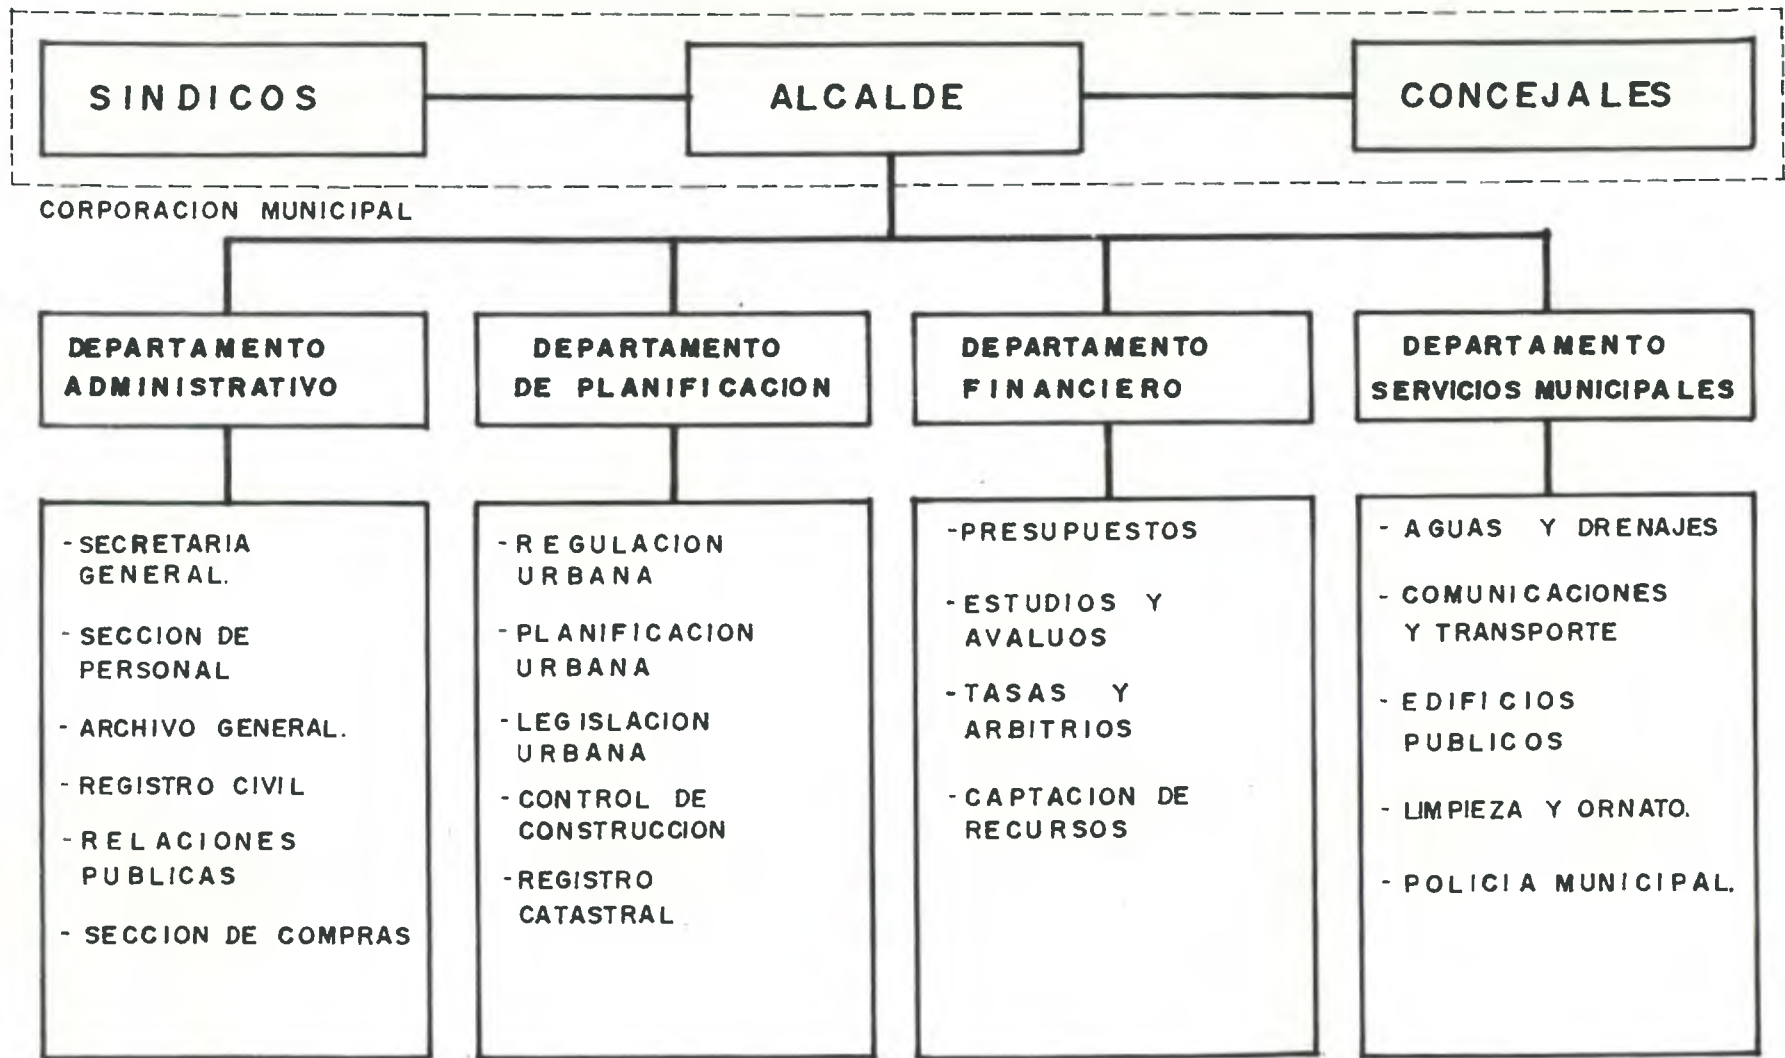 SINDICOS
ALCALDE
CONCEJALES
CORPORACION MUNICIPAL
DEPARTAMENTO
ADMINISTRATIVO
DEPARTAMENTO
DE PLANIFICACION
DEPARTAMENTO
FINANCIERO
DEPARTAMENTO
SERVICIOS MUNICIPALES
-SECRETARIA
GENERAL.
-SECCION DE
PERSONAL
-ARCHIVO GENERAL.
-REGISTRO CIVIL
-RELACIONES
PUBLICAS
-SECCION DE COMPRAS
-REGULACION
URBANA
-PLANIFICACION
URBANA
-LEGISLACION
URBANA
-CONTROL DE
CONSTRUCCION
-REGISTRO
CATASTRAL
-PRESUPUESTOS
-ESTUDIOS Y
AVALUOS
-TASAS Y
ARBITRIOS
-CAPTACION DE
RECURSOS
- AGUAS Y DRENAJES
- COMUNICACIONES
Y TRANSPORTE
- EDIFICIOS
PUBLICOS
- LIMPIEZA Y ORNATO.
- POLICIA MUNICIPAL.